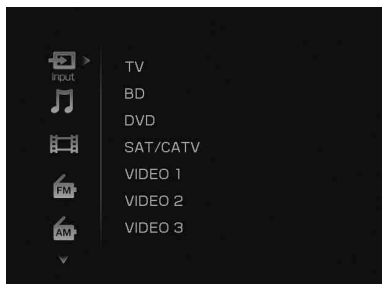 input
TV
BD
DVD
SAT/CATV
VIDEO 1
FM
VIDEO 2
AM
VIDEO 3